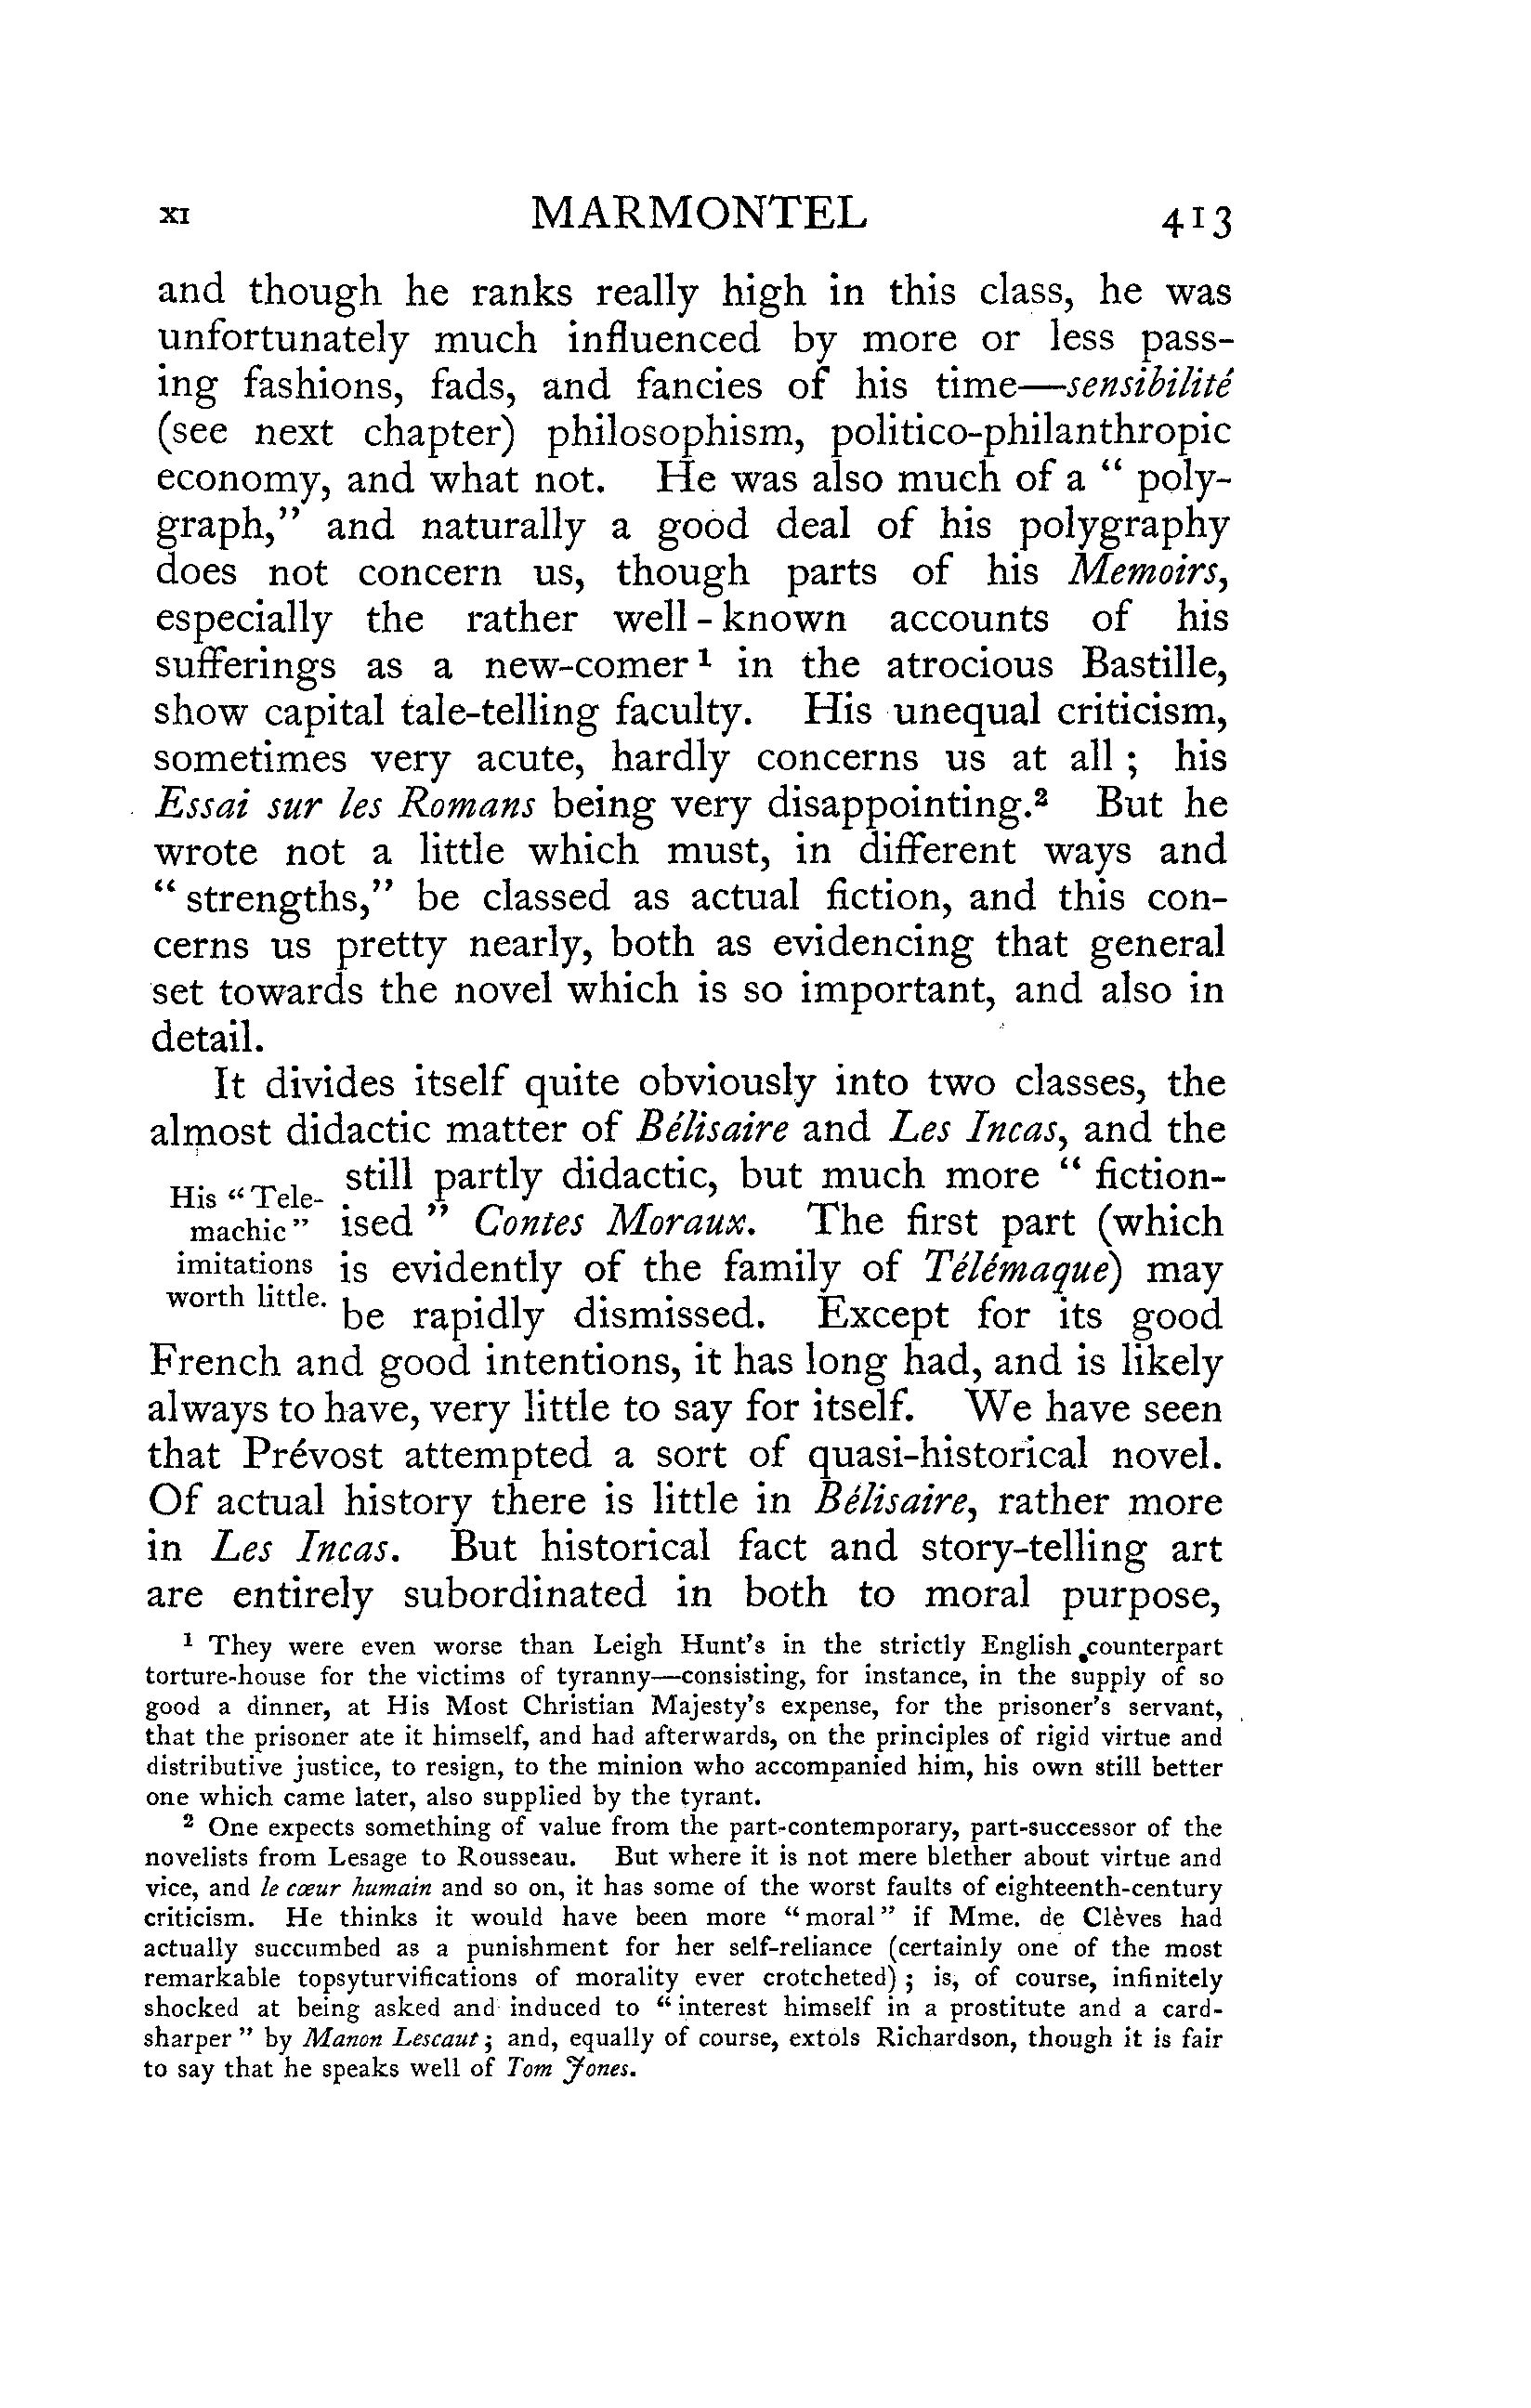 XI MARMONTEL 413
and though he ranks really high in this class, he was
unfortunately much influenced by more or less pass-
ing fashions, fads, and fancies of his time—sensibilité
(see next chapter) philosophism, politico-philanthropic
economy, and what not. He was also much of a “ poly-
graph,” and naturally a good deal of his polygraphy
does not concern us, though parts of his Memoirs,
especially the rather well-known accounts of his
sufferings as a new-comer¹ in the atrocious Bastille,
show capital tale-telling faculty. His unequal criticism,
sometimes very acute, hardly concerns us at all ; his
Essai sur les Romans being very disappointing.² But he
wrote not a little which must, in different ways and
“ strengths,” be classed as actual fiction, and this con-
cerns us pretty nearly, both as evidencing that general
set towards the novel which is so important, and also in
detail.
It divides itself quite obviously into two classes, the
almost didactic matter of Bélisaire and Les Incas, and the
His “Tele-
machic”
imitations
worth little.
still partly didactic, but much more “ fiction-
ised ” Contes Moraux. The first part (which
is evidently of the family of Télémaque) may
be rapidly dismissed. Except for its good
French and good intentions, it has long had, and is likely
always to have, very little to say for itself. We have seen
that Prévost attempted a sort of quasi-historical novel.
Of actual history there is little in Bélisaire, rather more
in Les Incas. But historical fact and story-telling art
are entirely subordinated in both to moral purpose,
¹ They were even worse than Leigh Hunt’s in the strictly English counterpart
torture-house for the victims of tyranny—consisting, for instance, in the supply of so
good a dinner, at His Most Christian Majesty’s expense, for the prisoner’s servant,
that the prisoner ate it himself, and had afterwards, on the principles of rigid virtue and
distributive justice, to resign, to the minion who accompanied him, his own still better
one which came later, also supplied by the tyrant.
² One expects something of value from the part-contemporary, part-successor of the
novelists from Lesage to Rousseau. But where it is not mere blether about virtue and
vice, and le cœur humain and so on, it has some of the worst faults of eighteenth-century
criticism. He thinks it would have been more “moral” if Mme. de Clèves had
actually succumbed as a punishment for her self-reliance (certainly one of the most
remarkable topsyturvifications of morality ever crotcheted) ; is, of course, infinitely
shocked at being asked and induced to “interest himself in a prostitute and a card-
sharper” by Manon Lescaut ; and, equally of course, extols Richardson, though it is fair
to say that he speaks well of Tom Jones.